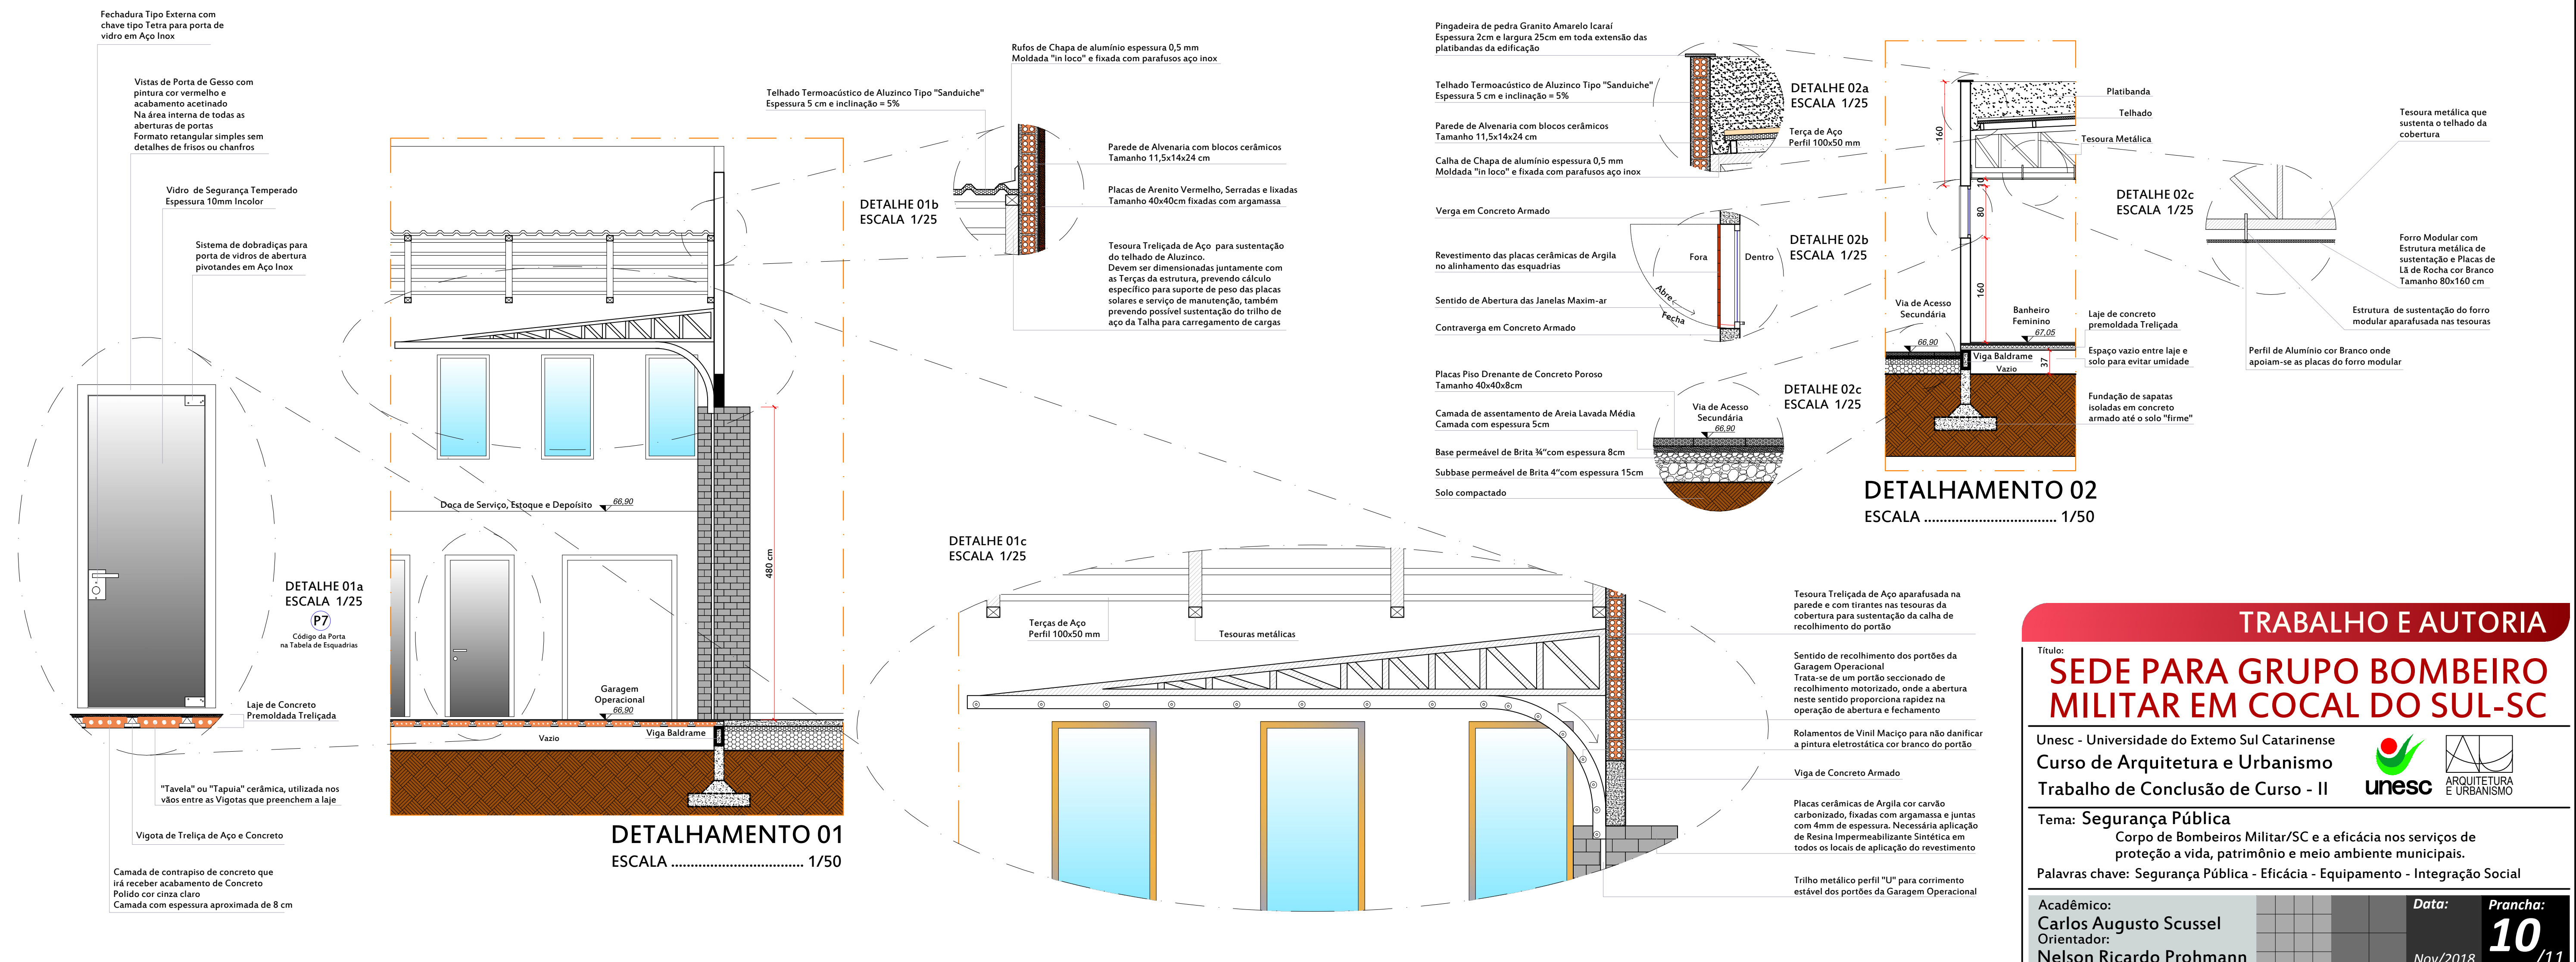 Fechadura Tipo Externa com
chave tipo Tetra para porta de
vidro em Aço Inox
Vistas de Porta de Gesso com
pintura cor vermelho e
acabamento acetinado
Na área interna de todas as
aberturas de portas
Formato retangular simples sem
detalhes de frisos ou chanfros
Vidro de Segurança Temperado
Espessura 10mm Incolor
Sistema de dobradiças para
porta de vidros de abertura
pivotandes em Aço Inox
DETALHE 01a
ESCALA 1/25
P7
Código da Porta
na Tabela de Esquadrias
Laje de Concreto
Premoldada Treliçada
"Tavela" ou "Tapuia" cerâmica, utilizada nos
vãos entre as Vigotas que preenchem a laje
Vigota de Treliça de Aço e Concreto
Camada de contrapiso de concreto que
irá receber acabamento de Concreto
Polido cor cinza claro
Camada com espessura aproximada de 8 cm
Doca de Serviço, Estoque e Depoísito
66,90
480 cm
Garagem
Operacional
66,90
Vazio
Viga Baldrame
DETALHAMENTO 01
ESCALA .................................. 1/50
Rufos de Chapa de alumínio espessura 0,5 mm
Moldada "in loco" e fixada com parafusos aço inox
Telhado Termoacústico de Aluzinco Tipo "Sanduiche"
Espessura 5 cm e inclinação = 5%
DETALHE 01b
ESCALA 1/25
Parede de Alvenaria com blocos cerâmicos
Tamanho 11,5x14x24 cm
Placas de Arenito Vermelho, Serradas e lixadas
Tamanho 40x40cm fixadas com argamassa
Tesoura Treliçada de Aço para sustentação
do telhado de Aluzinco.
Devem ser dimensionadas juntamente com
as Terças da estrutura, prevendo cálculo
específico para suporte de peso das placas
solares e serviço de manutenção, também
prevendo possível sustentação do trilho de
aço da Talha para carregamento de cargas
DETALHE 01c
ESCALA 1/25
Terças de Aço
Perfil 100x50 mm
Tesouras metálicas
Tesoura Treliçada de Aço aparafusada na
parede e com tirantes nas tesouras da
cobertura para sustentação da calha de
recolhimento do portão
Sentido de recolhimento dos portões da
Garagem Operacional
Trata-se de um portão seccionado de
recolhimento motorizado, onde a abertura
neste sentido proporciona rapidez na
operação de abertura e fechamento
Rolamentos de Vinil Maciço para não danificar
a pintura eletrostática cor branco do portão
Viga de Concreto Armado
Placas cerâmicas de Argila cor carvão
carbonizado, fixadas com argamassa e juntas
com 4mm de espessura. Necessária aplicação
de Resina Impermeabilizante Sintética em
todos os locais de aplicação do revestimento
Trilho metálico perfil "U" para corrimento
estável dos portões da Garagem Operacional
Pingadeira de pedra Granito Amarelo Icaraí
Espessura 2cm e largura 25cm em toda extensão das
platibandas da edificação
Telhado Termoacústico de Aluzinco Tipo "Sanduiche"
Espessura 5 cm e inclinação = 5%
Parede de Alvenaria com blocos cerâmicos
Tamanho 11,5x14x24 cm
Calha de Chapa de alumínio espessura 0,5 mm
Moldada "in loco" e fixada com parafusos aço inox
DETALHE 02a
ESCALA 1/25
Terça de Aço
Perfil 100x50 mm
Verga em Concreto Armado
Revestimento das placas cerâmicas de Argila
no alinhamento das esquadrias
Sentido de Abertura das Janelas Maxim-ar
Contraverga em Concreto Armado
Fora
Dentro
Abre
Fecha
DETALHE 02b
ESCALA 1/25
Placas Piso Drenante de Concreto Poroso
Tamanho 40x40x8cm
Camada de assentamento de Areia Lavada Média
Camada com espessura 5cm
Base permeável de Brita ¾"com espessura 8cm
Subbase permeável de Brita 4"com espessura 15cm
Solo compactado
DETALHE 02c
ESCALA 1/25
Via de Acesso
Secundária
66,90
160
10
80
160
37
Platibanda
Telhado
Tesoura Metálica
Via de Acesso
Secundária
66,90
Banheiro
Feminino
67,05
Viga Baldrame
Vazio
Laje de concreto
premoldada Treliçada
Espaço vazio entre laje e
solo para evitar umidade
Fundação de sapatas
isoladas em concreto
armado até o solo "firme"
DETALHAMENTO 02
ESCALA .................................. 1/50
DETALHE 02c
ESCALA 1/25
Tesoura metálica que
sustenta o telhado da
cobertura
Forro Modular com
Estrutura metálica de
sustentação e Placas de
Lã de Rocha cor Branco
Tamanho 80x160 cm
Estrutura de sustentação do forro
modular aparafusada nas tesouras
Perfil de Alumínio cor Branco onde
apoiam-se as placas do forro modular
TRABALHO E AUTORIA
Título:
SEDE PARA GRUPO BOMBEIRO
MILITAR EM COCAL DO SUL-SC
Unesc - Universidade do Extemo Sul Catarinense
Curso de Arquitetura e Urbanismo
Trabalho de Conclusão de Curso - II
unesc
ARQUITETURA
E URBANISMO
Tema: Segurança Pública
Corpo de Bombeiros Militar/SC e a eficácia nos serviços de
proteção a vida, patrimônio e meio ambiente municipais.
Palavras chave: Segurança Pública - Eficácia - Equipamento - Integração Social
Acadêmico:
Carlos Augusto Scussel
Orientador:
Nelson Ricardo Prohmann
Data:
Nov/2018
Prancha:
10
/11